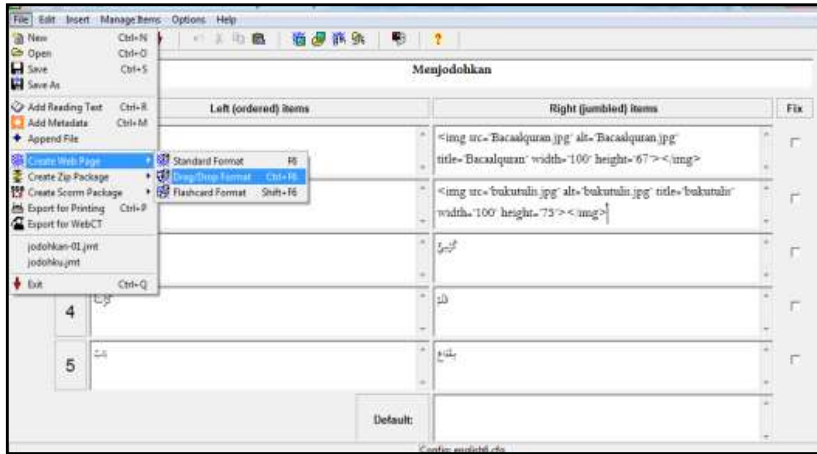 File Edit Insert Manage Items Options Help
New Ctrl+N
Open Ctrl+O
Save Ctrl+S
Save As
Add Reading Text Ctrl+R
Add Metadata Ctrl+M
Append File
Create Web Page
Create Zip Package
Create Scorm Package
Export for Printing Ctrl+P
Export for WebCT
jodohkan-01.jmt
jodohku.jmt
Exit Ctrl+Q
Standard Format F6
Drag/Drop Format Ctrl+F6
Flashcard Format Shift+F6
Menjodohkan
Left (ordered) items Right (jumbled) items Fix
<img src="Bacaalquran.jpg" alt="Bacaalquran.jpg"
title="Bacaalquran" width="100" height="67"></img>
<img src="bukutulis.jpg" alt="bukutulis.jpg" title="bukutulis"
width="100" height="75"></img>
4
5
Default:
Config: english6.cfg